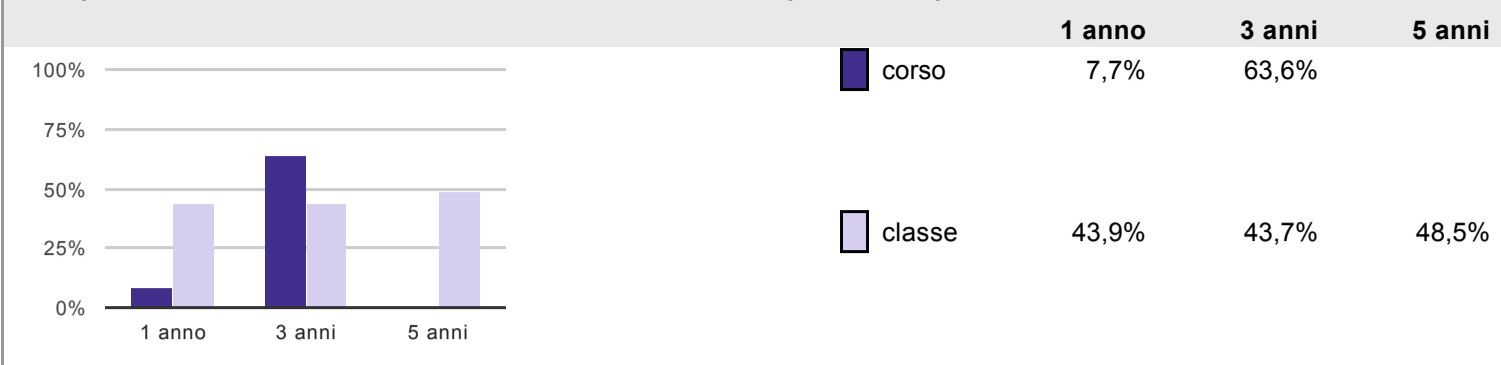 1 anno 3 anni 5 anni
100%
75%
50%
25%
0%
1 anno 3 anni 5 anni
corso 7,7% 63,6%
classe 43,9% 43,7% 48,5%